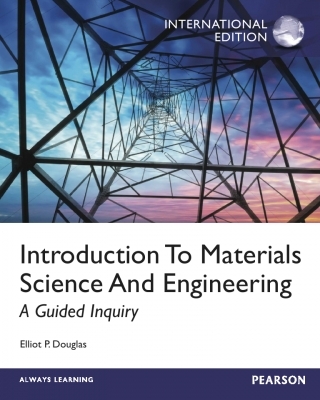 INTERNATIONAL
EDITION
Introduction To Materials
Science And Engineering
A Guided Inquiry
Elliot P. Douglas
ALWAYS LEARNING
PEARSON